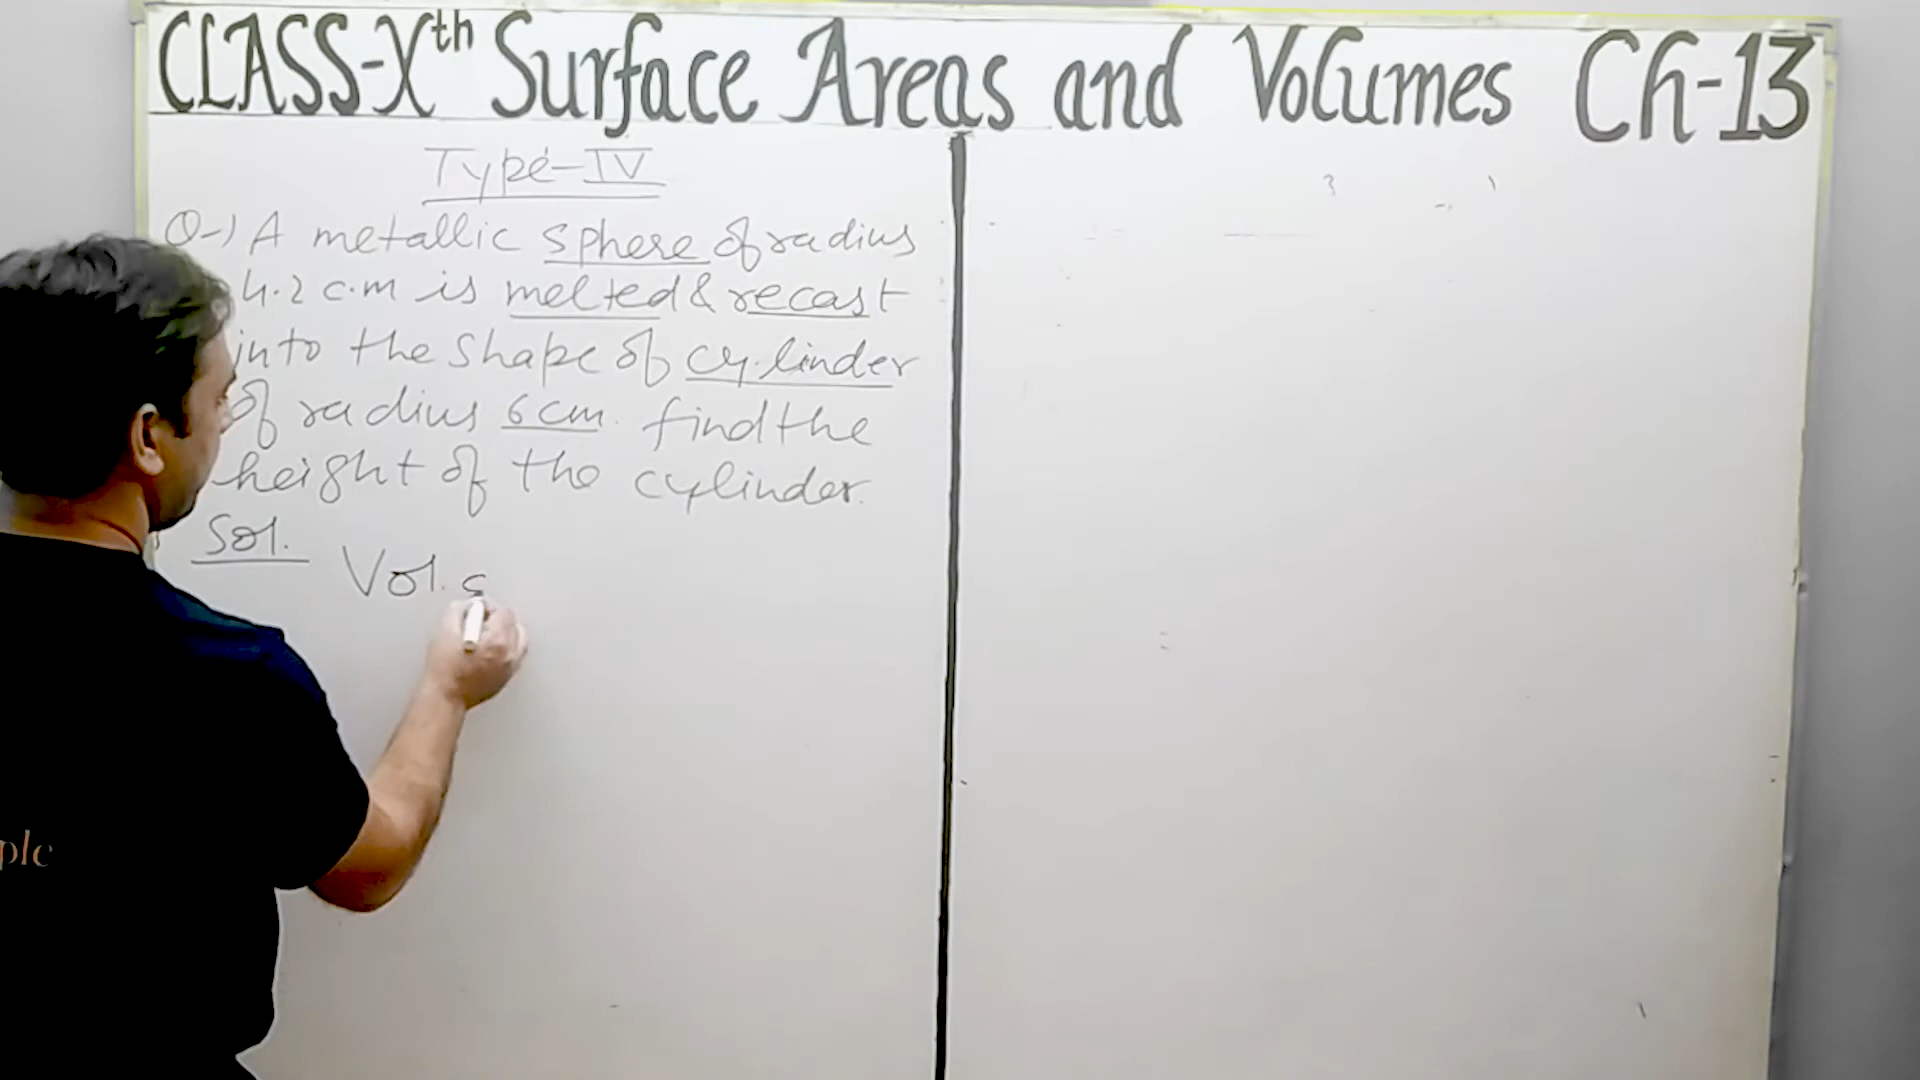 CLASS-Xth Surface Areas and Volumes Ch-13
Type-IV
Q-1 A metallic sphere of radius
4.2 c.m is melted & recast
into the shape of cylinder
of radius 6 cm. find the
height of the cylinder.
Sol. Vol. s
ple